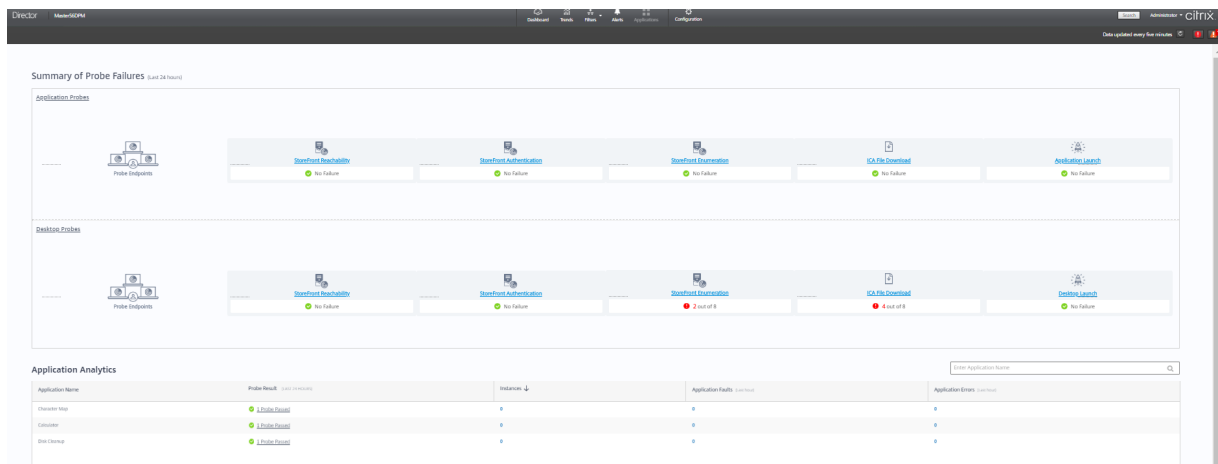 Director MasterSSDPM Dashboard Trends Filters Alerts Applications Configuration Search Administrator citrix
Data updated every five minutes
Summary of Probe Failures (Last 24 hours)
Application Probes
StoreFront Reachability StoreFront Authentication StoreFront Enumeration ICA File Download Application Launch
Probe Endpoints No Failure No Failure No Failure No Failure No Failure
Desktop Probes
StoreFront Reachability StoreFront Authentication StoreFront Enumeration ICA File Download Desktop Launch
Probe Endpoints No Failure No Failure 2 out of 8 4 out of 8 No Failure
Application Analytics Enter Application Name
Application Name Probe Result Instances Application Faults (Last hour) Application Errors (Last hour)
Character Map 1 Probe Passed 0 0 0
Calculator 1 Probe Passed 0 0 0
Disk Cleanup 1 Probe Passed 0 0 0